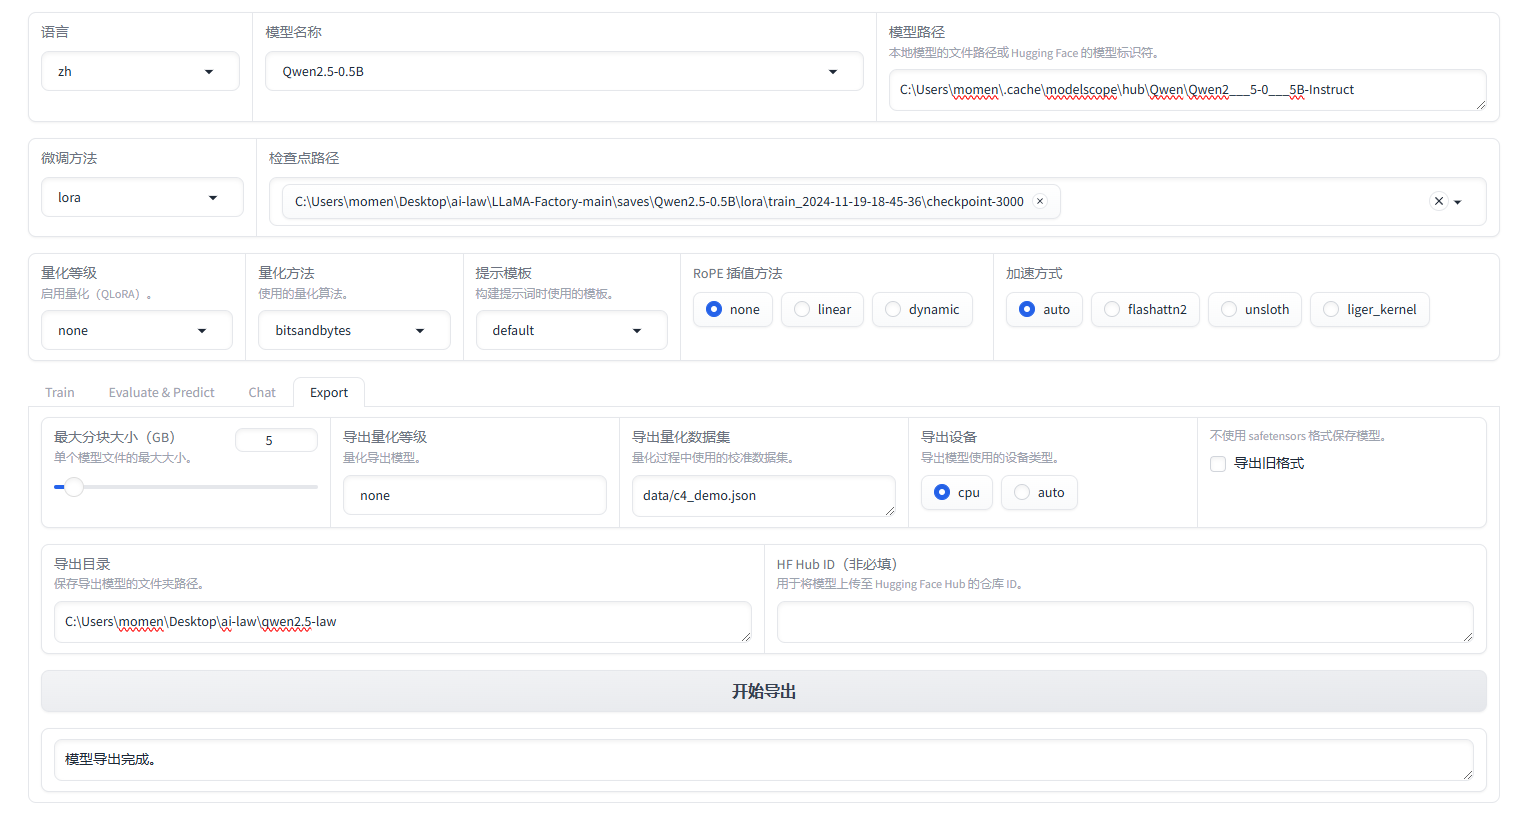 语言
zh
模型名称
Qwen2.5-0.5B
模型路径
本地模型的文件路径或 Hugging Face 的模型标识符。
C:\Users\momen\.cache\modelscope\hub\Qwen\Qwen2___5-0___5B-Instruct
微调方法
lora
检查点路径
C:\Users\momen\Desktop\ai-law\LLaMA-Factory-main\saves\Qwen2.5-0.5B\lora\train_2024-11-19-18-45-36\checkpoint-3000
量化等级
启用量化（QLoRA）。
none
量化方法
使用的量化算法。
bitsandbytes
提示模板
构建提示词时使用的模板。
default
RoPE 插值方法
none linear dynamic
加速方式
auto flashattn2 unsloth liger_kernel
Train Evaluate & Predict Chat Export
最大分块大小（GB） 5
单个模型文件的最大大小。
导出量化等级
量化导出模型。
none
导出量化数据集
量化过程中使用的校准数据集。
data/c4_demo.json
导出设备
导出模型使用的设备类型。
cpu auto
不使用 safetensors 格式保存模型。
导出旧格式
导出目录
保存导出模型的文件夹路径。
C:\Users\momen\Desktop\ai-law\qwen2.5-law
HF Hub ID（非必填）
用于将模型上传至 Hugging Face Hub 的仓库 ID。
开始导出
模型导出完成。